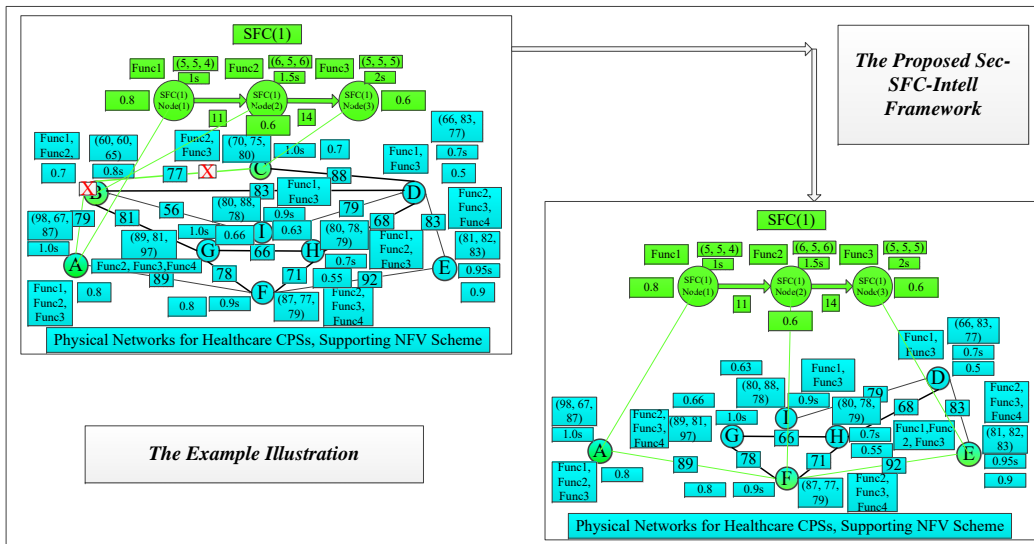 SFC(1)
Func1
(5, 5, 4)
1s
Func2
(6, 5, 6)
1.5s
Func3
(5, 5, 5)
2s
0.8
SFC(1)
Node(1)
SFC(1)
Node(2)
SFC(1)
Node(3)
0.6
11
0.6
14
Func1,
Func2,
(60, 60,
65)
Func2,
Func3
(70, 75,
80)
1.0s
0.7
Func1,
Func3
(66, 83,
77)
0.7s
0.5
0.7
0.8s
77
X
C
88
X
B
83
Func1,
Func3
D
Func2,
Func3,
Func4
79
81
56
(80, 88,
78)
0.9s
79
68
83
(98, 67,
87)
1.0s
(89, 81,
97)
1.0s
0.66
I
0.63
(80, 78,
79)
Func1,
Func2,
Func3
(81, 82,
83)
0.95s
G
66
H
0.7s
A
Func2, Func3,Func4
E
89
78
71
0.55
92
0.9
Func1,
Func2,
Func3
0.8
0.8
0.9s
F
(87, 77,
79)
Func2,
Func3,
Func4
Physical Networks for Healthcare CPSs, Supporting NFV Scheme
The Proposed Sec-
SFC-Intell
Framework
The Example Illustration
SFC(1)
Func1
(5, 5, 4)
1s
Func2
(6, 5, 6)
1.5s
Func3
(5, 5, 5)
2s
0.8
SFC(1)
Node(1)
SFC(1)
Node(2)
SFC(1)
Node(3)
0.6
11
14
0.6
(66, 83,
77)
Func1,
Func3
0.7s
0.5
0.63
Func1,
Func3
D
(80, 88,
78)
0.9s
79
Func2,
Func3,
Func4
(98, 67,
87)
1.0s
Func2,
Func3,
Func4
0.66
(89, 81,
97)
1.0s
I
(80, 78,
79)
68
83
G
66
H
0.7s
Func1,Func
2, Func3
(81, 82,
83)
A
0.55
E
0.95s
78
71
89
92
Func1,
Func2,
Func3
0.8
0.8
0.9s
F
(87, 77,
79)
Func2,
Func3,
Func4
0.9
Physical Networks for Healthcare CPSs, Supporting NFV Scheme